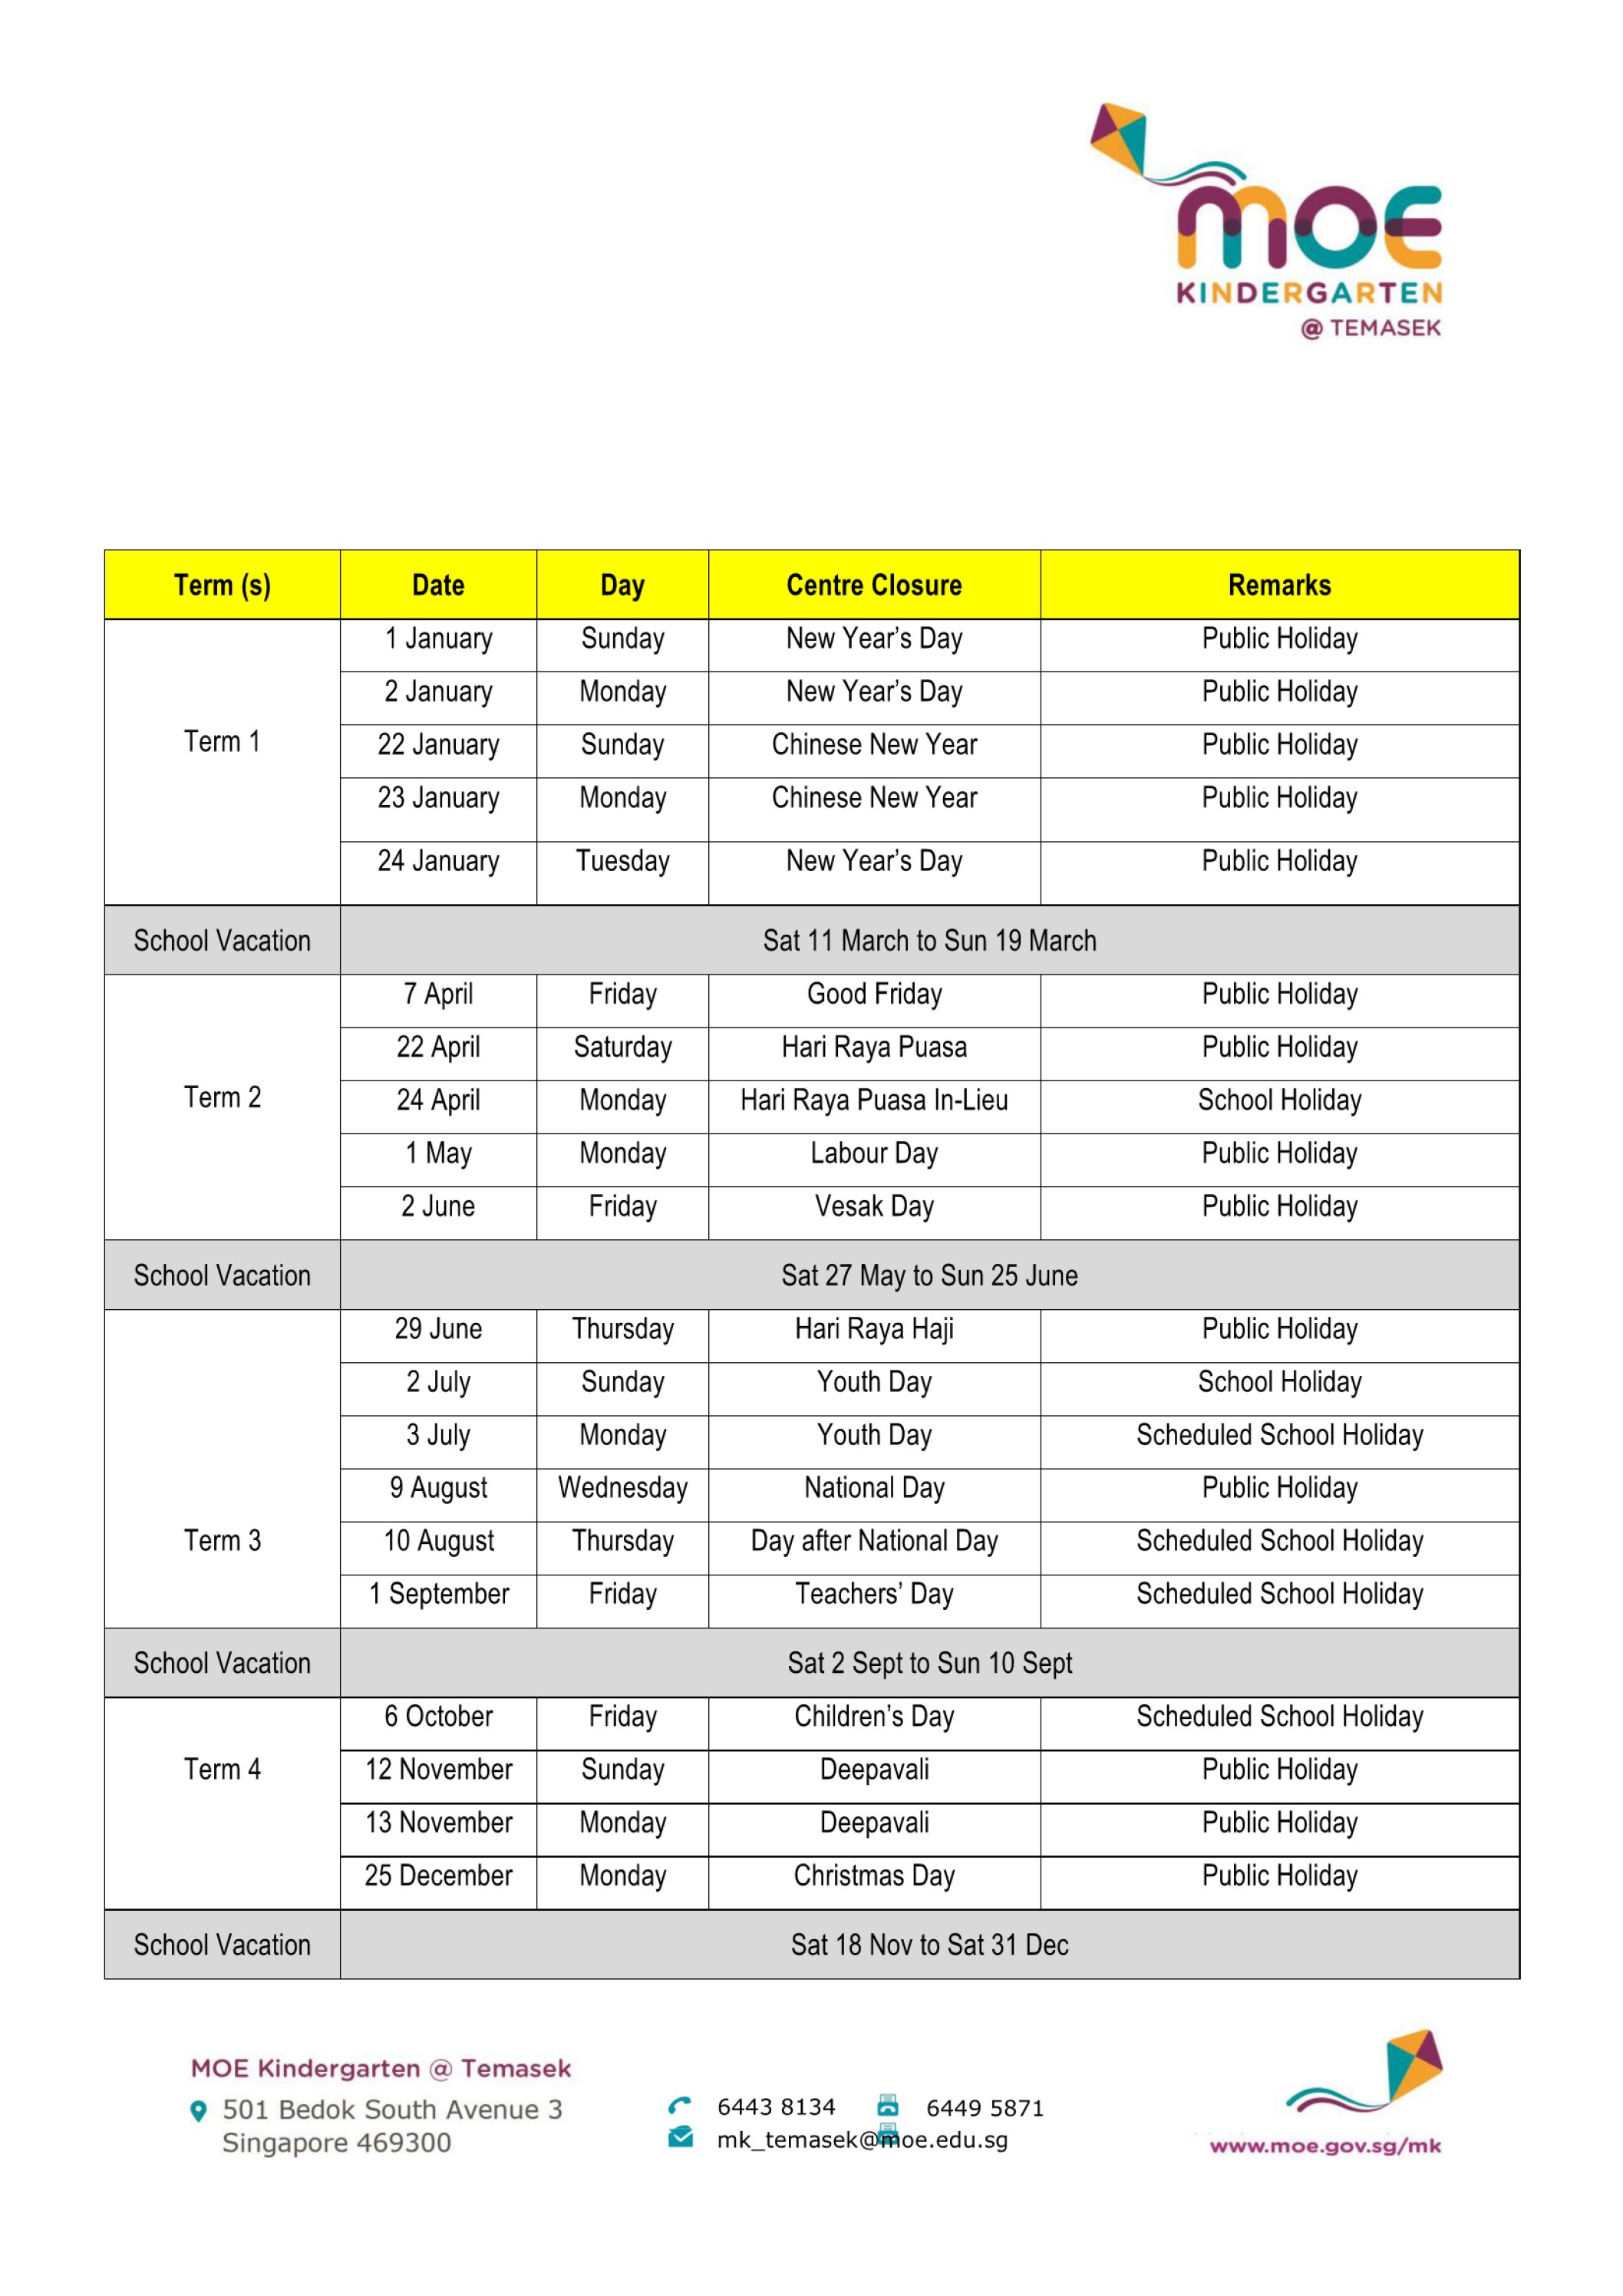 moe
KINDERGARTEN
@ TEMASEK
Term (s) Date Day Centre Closure Remarks
Term 1
1 January Sunday New Year's Day Public Holiday
2 January Monday New Year's Day Public Holiday
22 January Sunday Chinese New Year Public Holiday
23 January Monday Chinese New Year Public Holiday
24 January Tuesday New Year's Day Public Holiday
School Vacation Sat 11 March to Sun 19 March
Term 2
7 April Friday Good Friday Public Holiday
22 April Saturday Hari Raya Puasa Public Holiday
24 April Monday Hari Raya Puasa In-Lieu School Holiday
1 May Monday Labour Day Public Holiday
2 June Friday Vesak Day Public Holiday
School Vacation Sat 27 May to Sun 25 June
Term 3
29 June Thursday Hari Raya Haji Public Holiday
2 July Sunday Youth Day School Holiday
3 July Monday Youth Day Scheduled School Holiday
9 August Wednesday National Day Public Holiday
10 August Thursday Day after National Day Scheduled School Holiday
1 September Friday Teachers' Day Scheduled School Holiday
School Vacation Sat 2 Sept to Sun 10 Sept
Term 4
6 October Friday Children's Day Scheduled School Holiday
12 November Sunday Deepavali Public Holiday
13 November Monday Deepavali Public Holiday
25 December Monday Christmas Day Public Holiday
School Vacation Sat 18 Nov to Sat 31 Dec
MOE Kindergarten @ Temasek
501 Bedok South Avenue 3
Singapore 469300
6443 8134 6449 5871
mk_temasek@moe.edu.sg
www.moe.gov.sg/mk